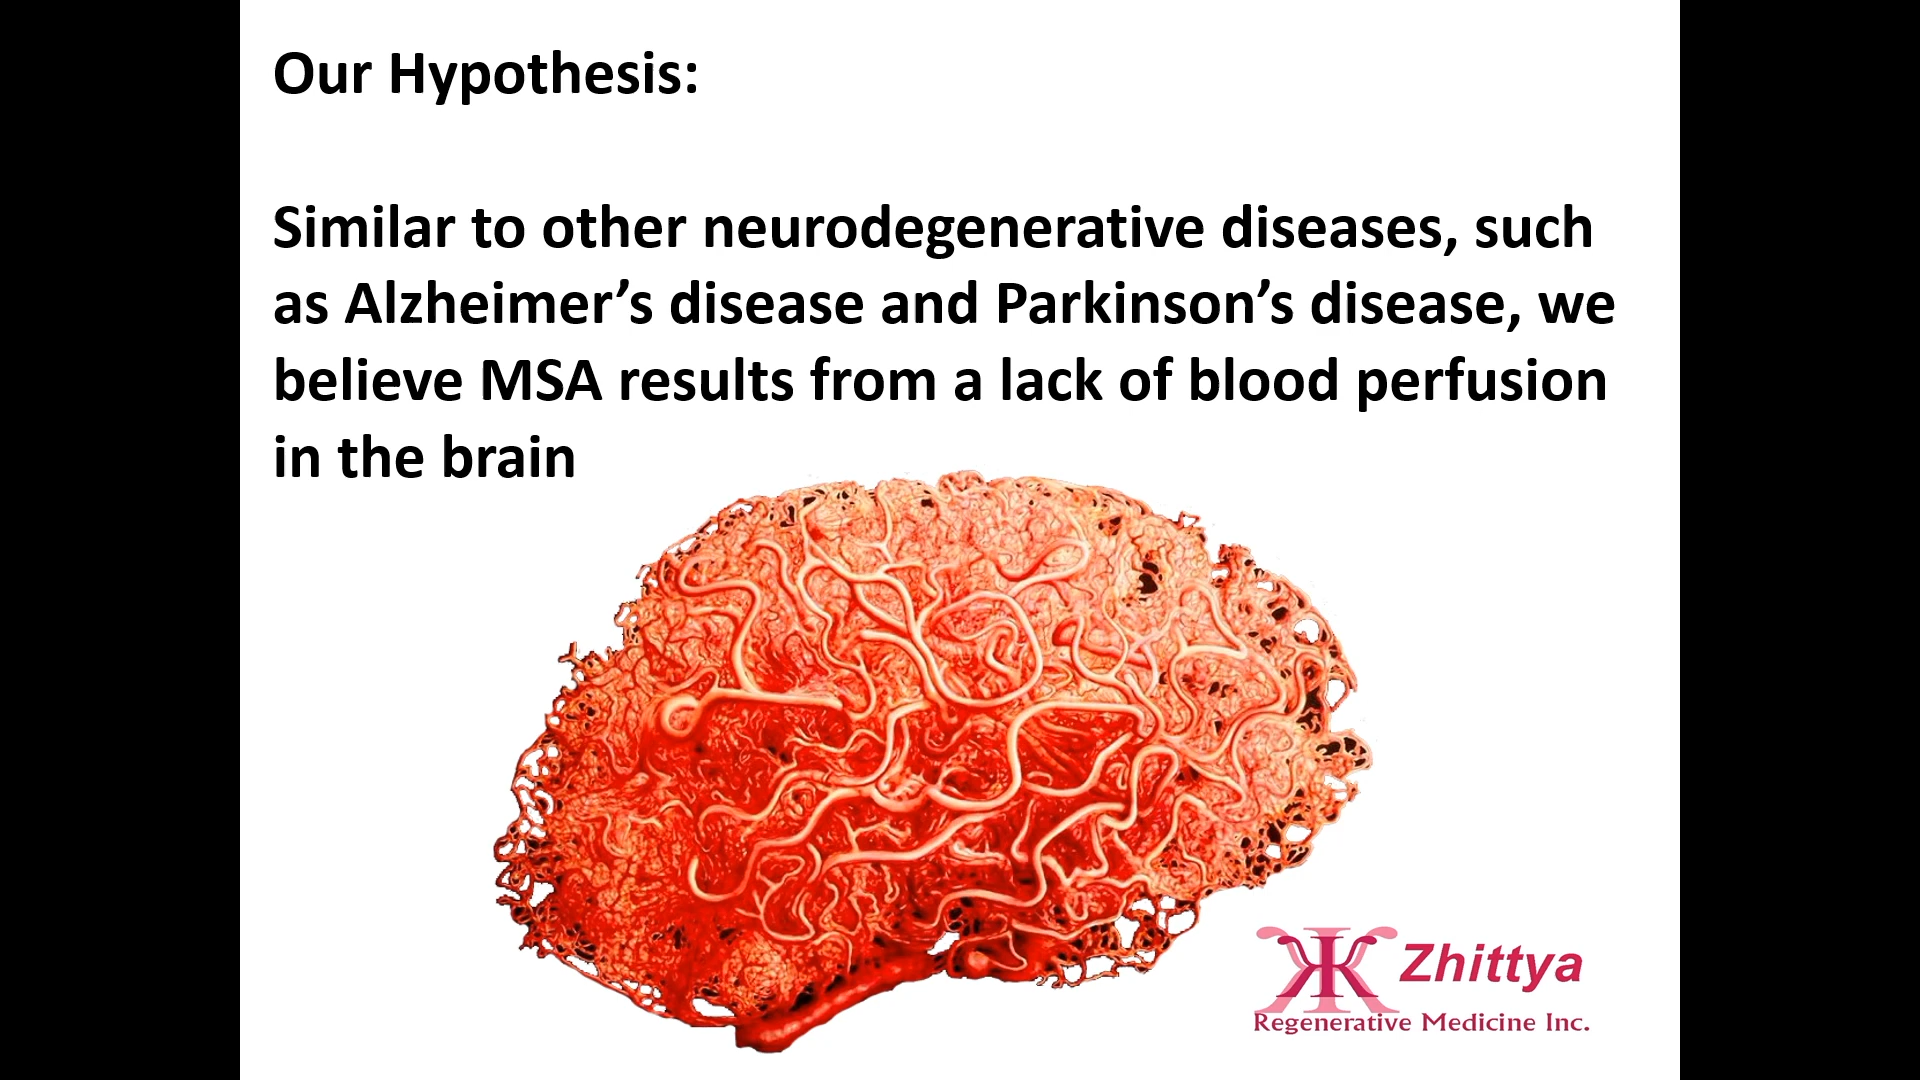 Our Hypothesis:
Similar to other neurodegenerative diseases, such
as Alzheimer’s disease and Parkinson’s disease, we
believe MSA results from a lack of blood perfusion
in the brain
Zhittya
Regenerative Medicine Inc.